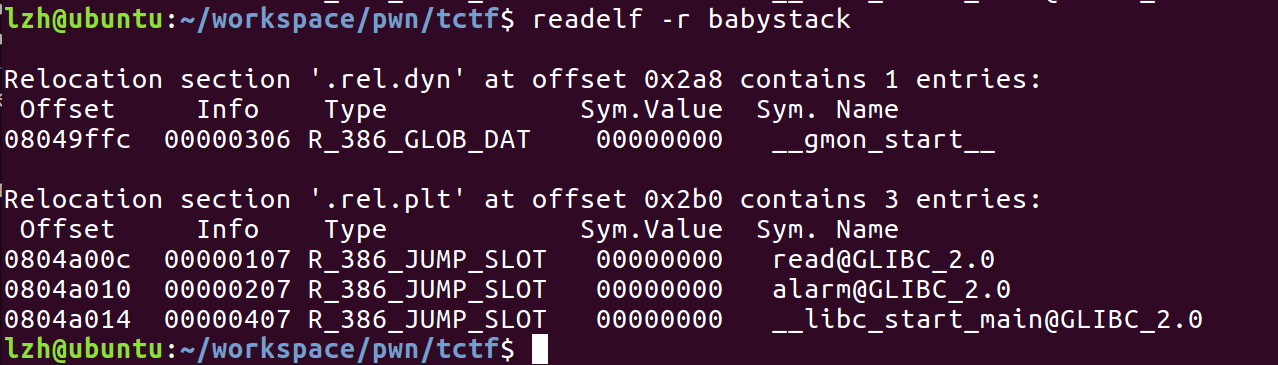 lzh@ubuntu:~/workspace/pwn/tctf$ readelf -r babystack
Relocation section '.rel.dyn' at offset 0x2a8 contains 1 entries:
 Offset     Info    Type            Sym.Value  Sym. Name
08049ffc  00000306 R_386_GLOB_DAT    00000000   __gmon_start__
Relocation section '.rel.plt' at offset 0x2b0 contains 3 entries:
 Offset     Info    Type            Sym.Value  Sym. Name
0804a00c  00000107 R_386_JUMP_SLOT   00000000   read@GLIBC_2.0
0804a010  00000207 R_386_JUMP_SLOT   00000000   alarm@GLIBC_2.0
0804a014  00000407 R_386_JUMP_SLOT   00000000   __libc_start_main@GLIBC_2.0
lzh@ubuntu:~/workspace/pwn/tctf$